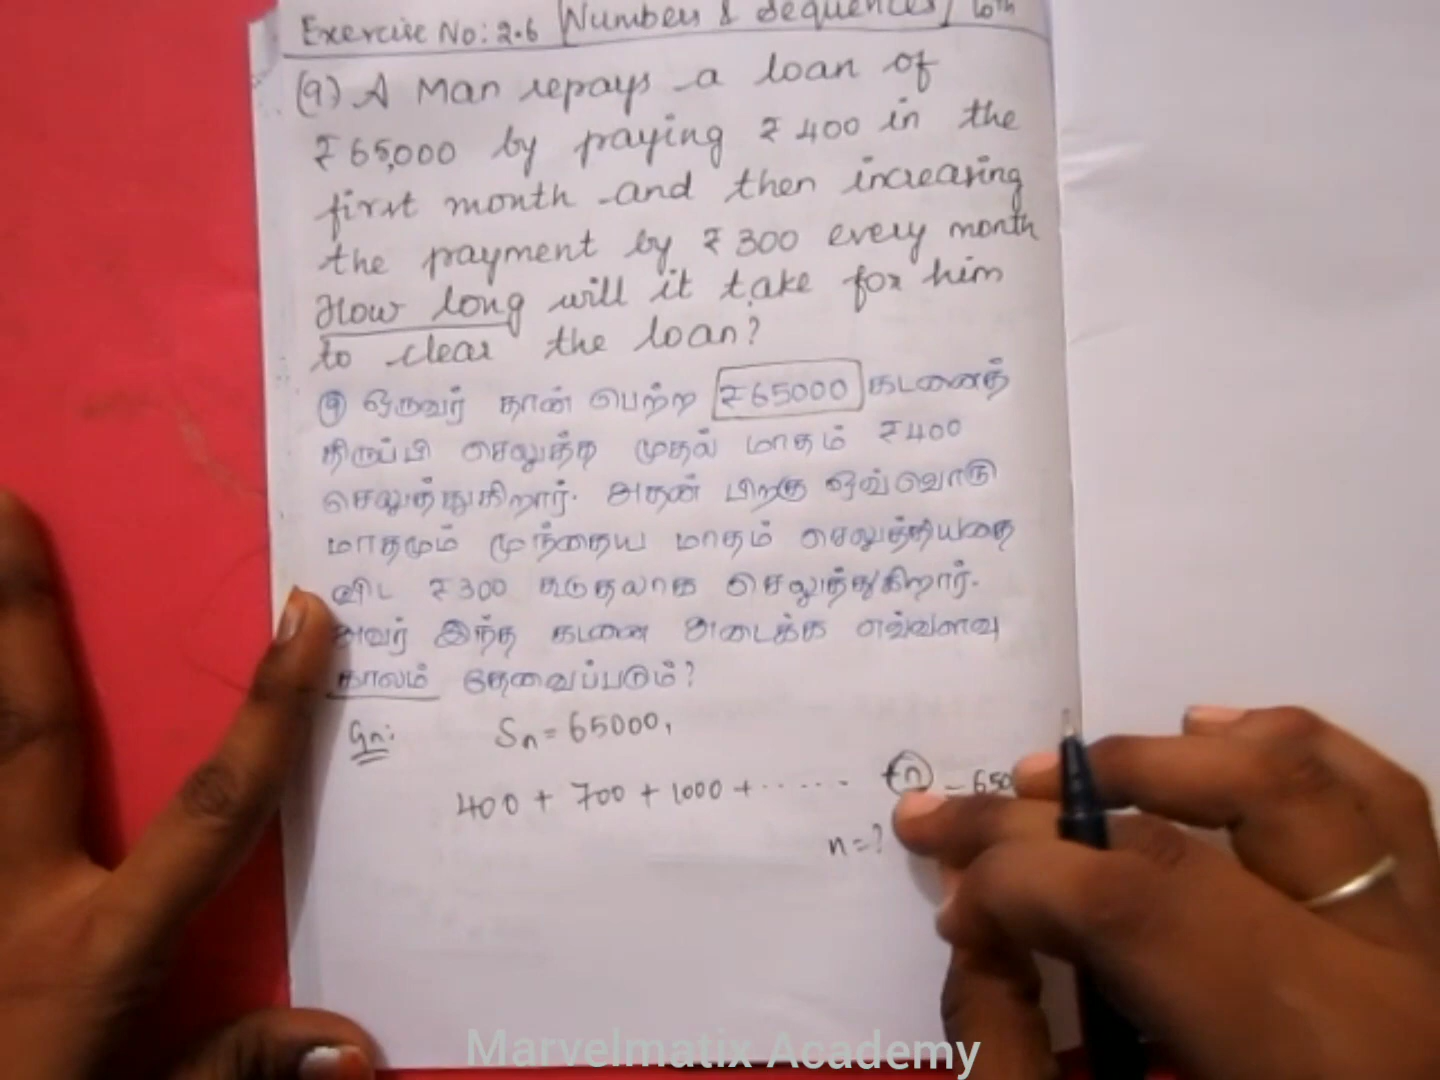 Exercise No: 2.6 Numbers & Sequences, 10th
(9) A Man repays a loan of
₹ 65,000 by paying ₹ 400 in the
first month and then increasing
the payment by ₹ 300 every month
How long will it take for him
to clear the loan?
⑨ ஒருவர் தான் பெற்ற ₹65000 கடனைத்
திருப்பி செலுத்த முதல் மாதம் ₹400
செலுத்துகிறார். அதன் பிறகு ஒவ்வொரு
மாதமும் முந்தைய மாதம் செலுத்தியதை
விட ₹300 கூடுதலாக செலுத்துகிறார்.
அவர் இந்த கடனை அடைக்க எவ்வளவு
காலம் தேவைப்படும்?
Gn: Sn = 65000,
400 + 700 + 1000 + ...... +n = 650
n = ?
Marvelmatix Academy